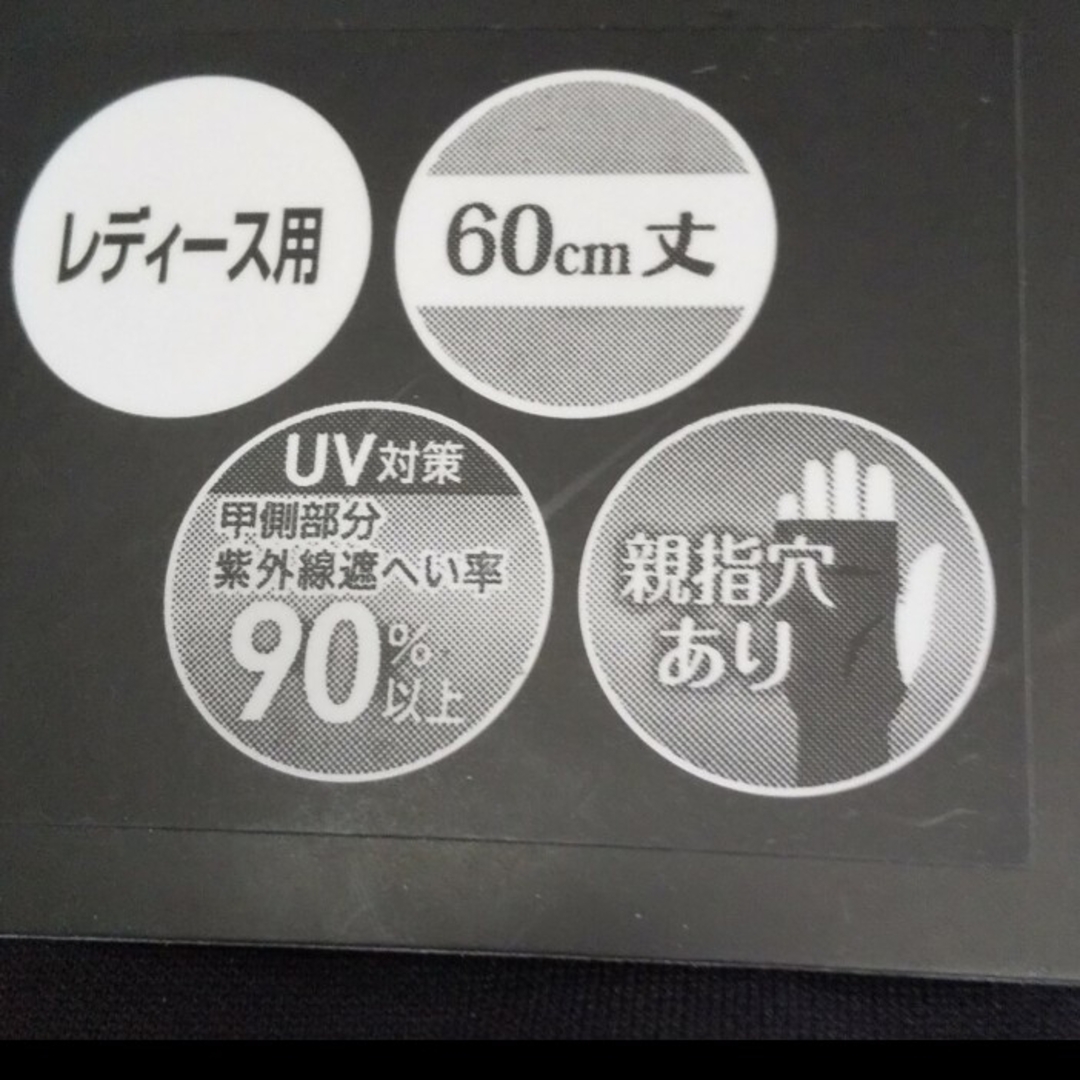 レディース用
60cm丈
UV対策
甲側部分
紫外線遮へい率
90%以上
親指穴
あり